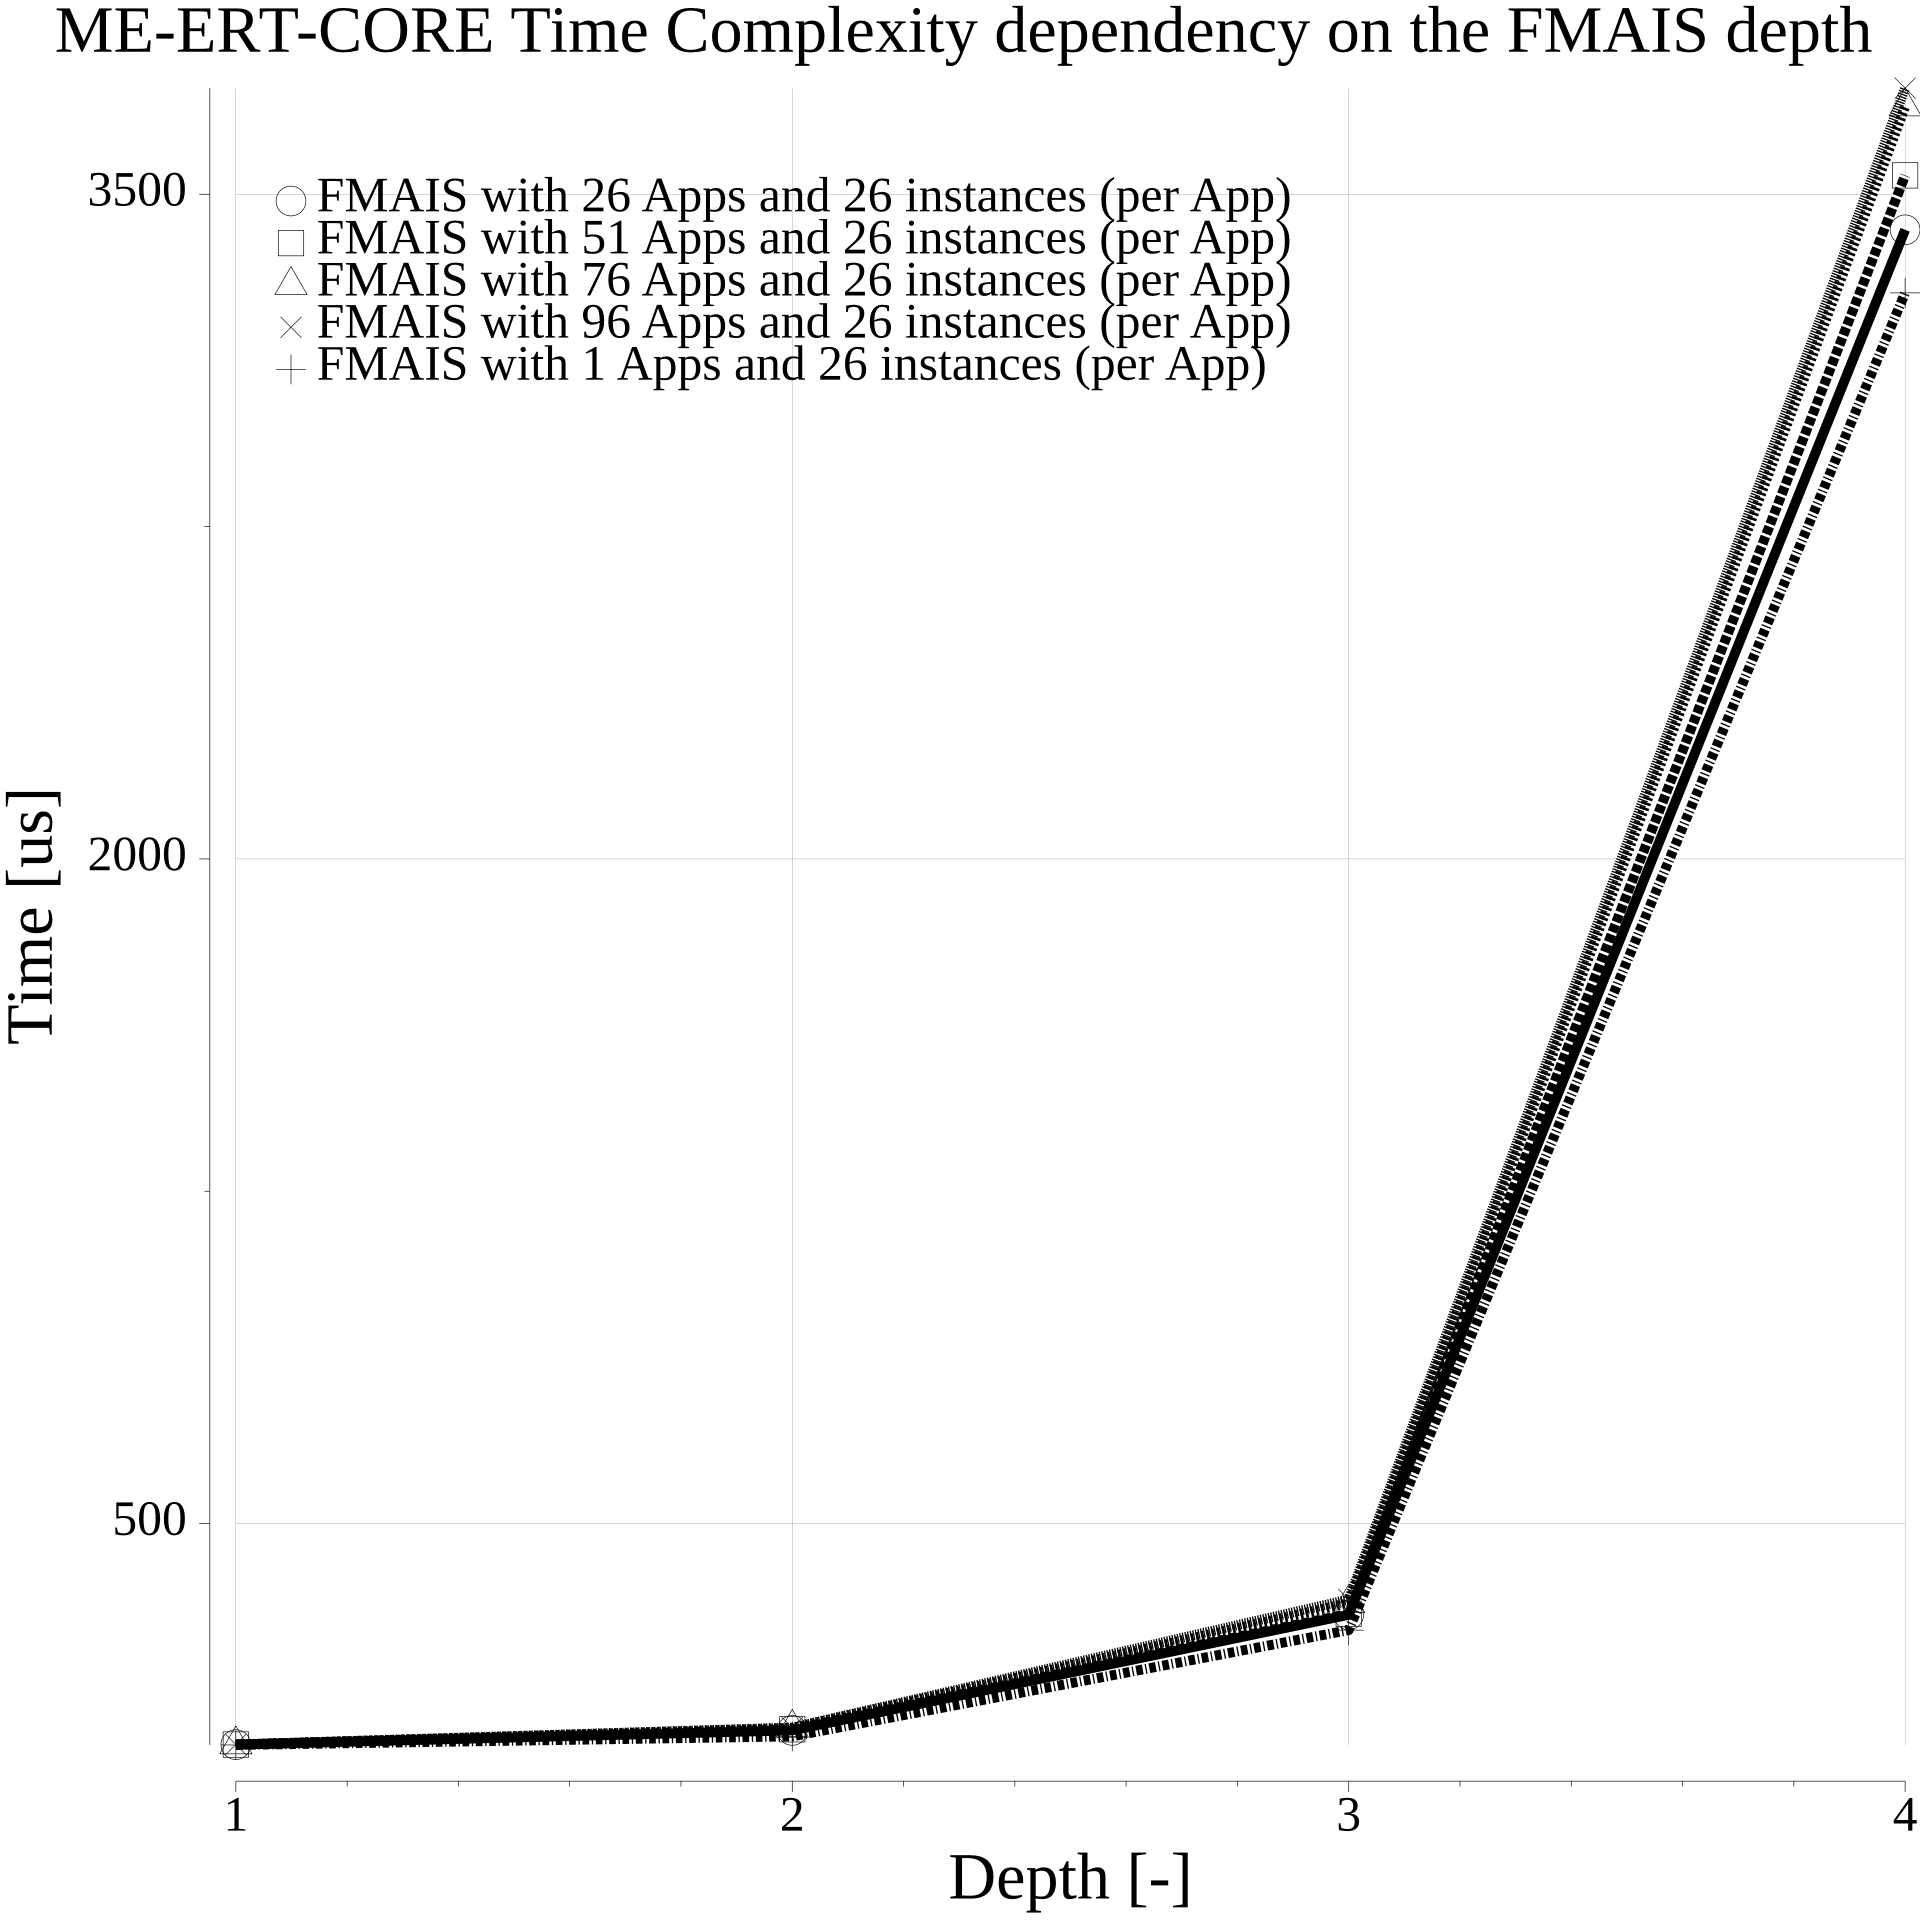 ME-ERT-CORE Time Complexity dependency on the FMAIS depth
3500
FMAIS with 26 Apps and 26 instances (per App)
FMAIS with 51 Apps and 26 instances (per App)
FMAIS with 76 Apps and 26 instances (per App)
FMAIS with 96 Apps and 26 instances (per App)
FMAIS with 1 Apps and 26 instances (per App)
2000
Time [us]
500
1 2 3 4
Depth [-]